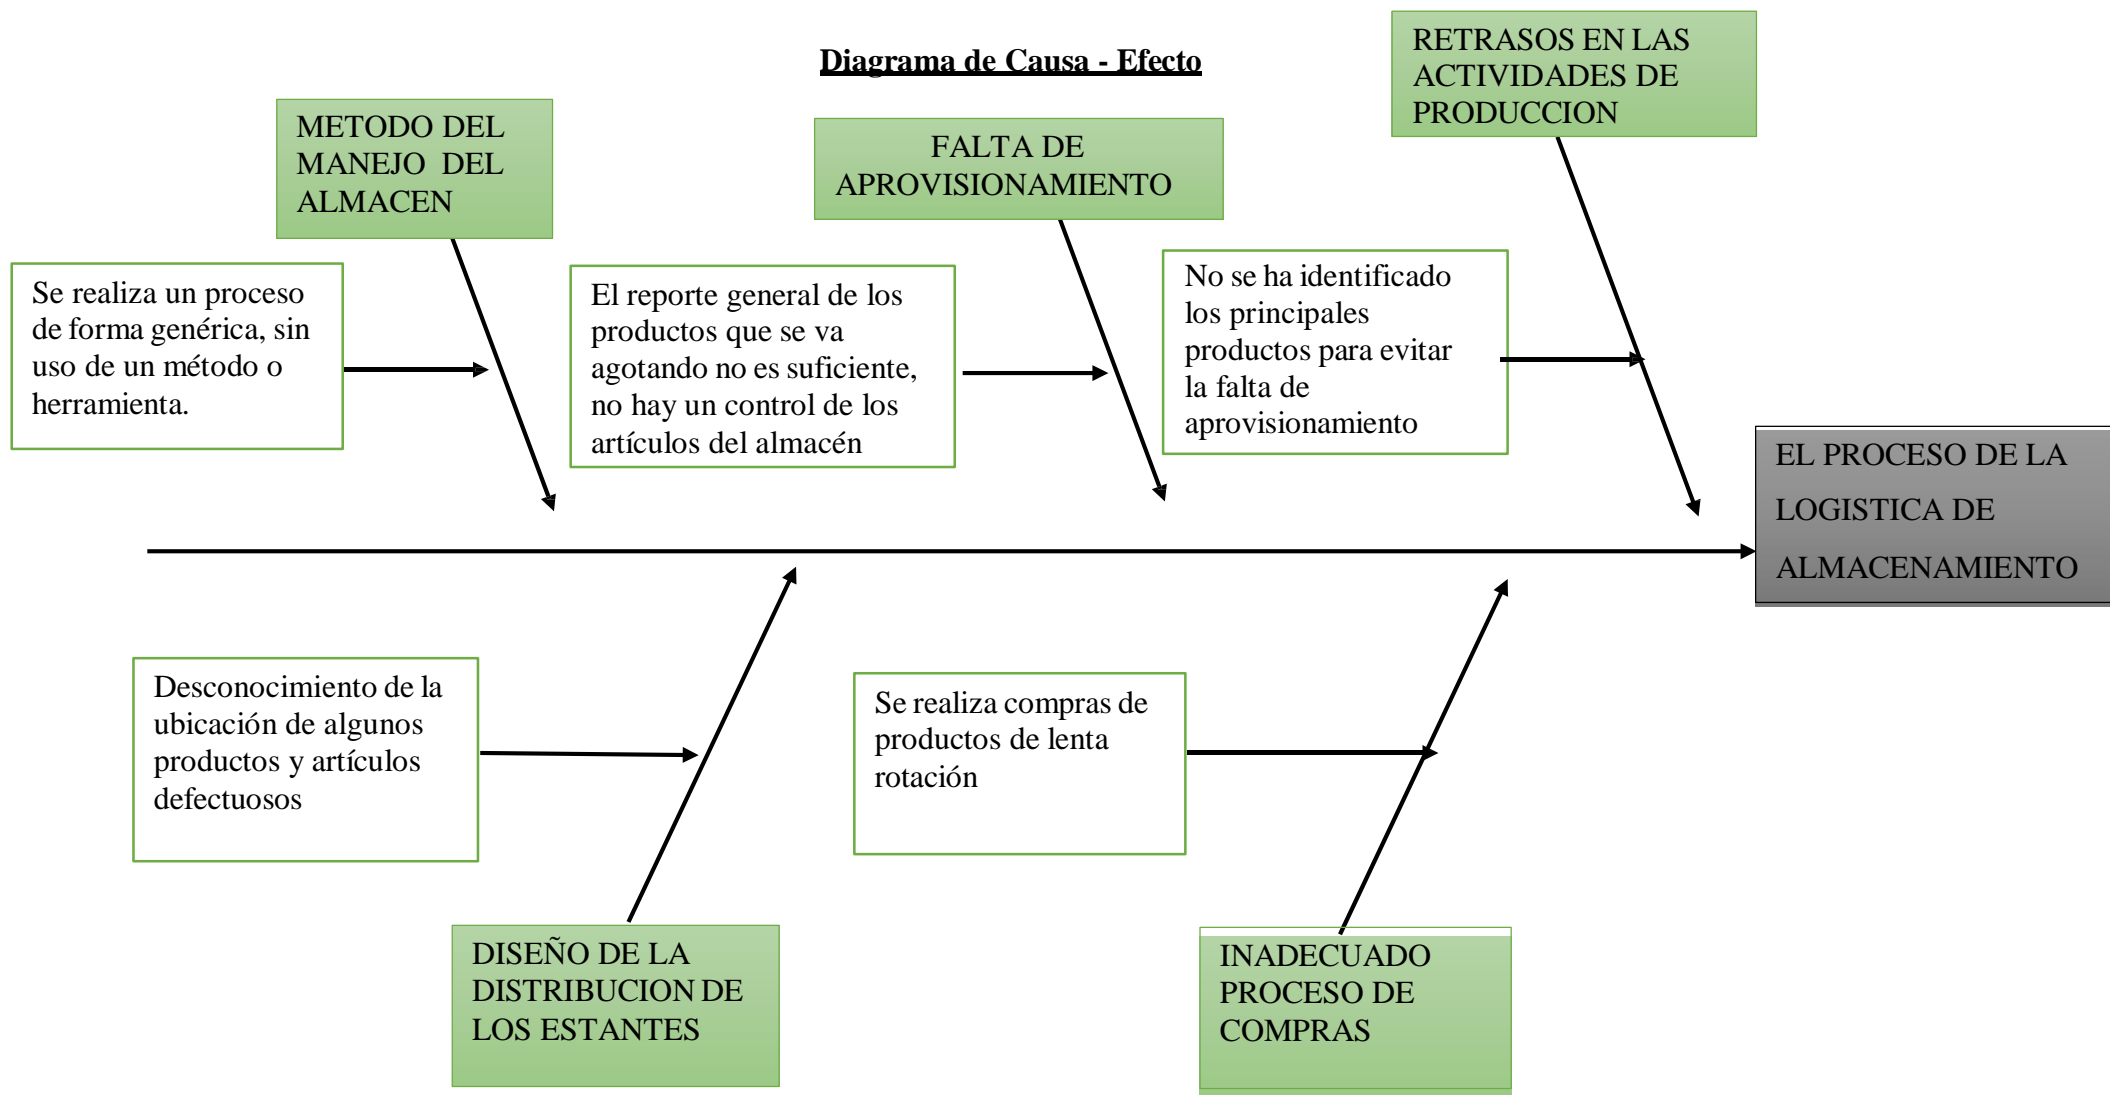 Diagrama de Causa - Efecto
METODO DEL
MANEJO DEL
ALMACEN
FALTA DE
APROVISIONAMIENTO
RETRASOS EN LAS
ACTIVIDADES DE
PRODUCCION
Se realiza un proceso
de forma genérica, sin
uso de un método o
herramienta.
El reporte general de los
productos que se va
agotando no es suficiente,
no hay un control de los
artículos del almacén
No se ha identificado
los principales
productos para evitar
la falta de
aprovisionamiento
EL PROCESO DE LA
LOGISTICA DE
ALMACENAMIENTO
Desconocimiento de la
ubicación de algunos
productos y artículos
defectuosos
Se realiza compras de
productos de lenta
rotación
DISEÑO DE LA
DISTRIBUCION DE
LOS ESTANTES
INADECUADO
PROCESO DE
COMPRAS